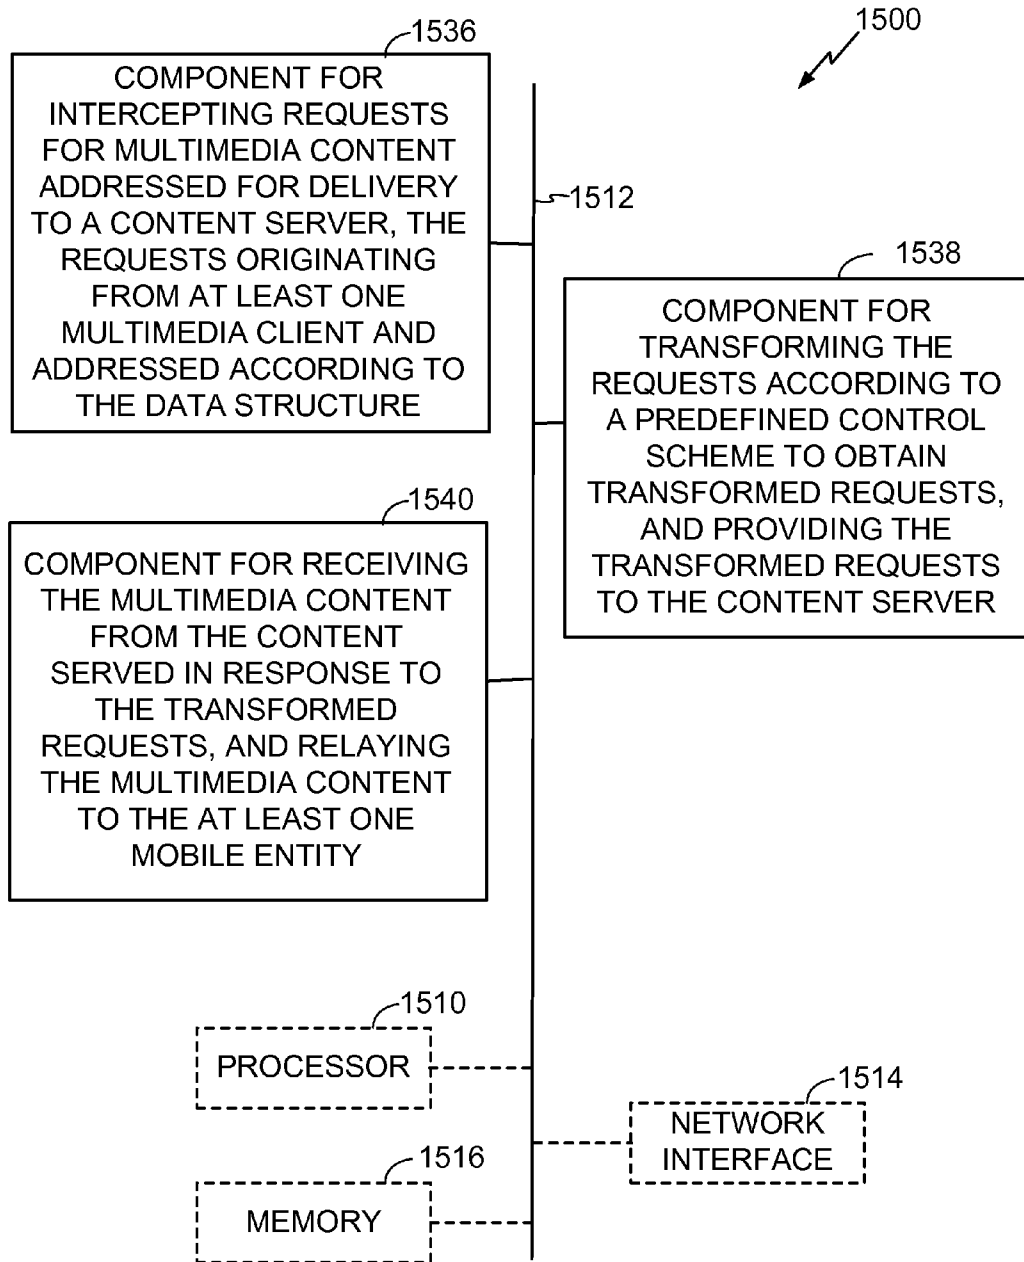 1500
1536
COMPONENT FOR
INTERCEPTING REQUESTS
FOR MULTIMEDIA CONTENT
ADDRESSED FOR DELIVERY
TO A CONTENT SERVER, THE
REQUESTS ORIGINATING
FROM AT LEAST ONE
MULTIMEDIA CLIENT AND
ADDRESSED ACCORDING TO
THE DATA STRUCTURE
1512
1538
COMPONENT FOR
TRANSFORMING THE
REQUESTS ACCORDING TO
A PREDEFINED CONTROL
SCHEME TO OBTAIN
TRANSFORMED REQUESTS,
AND PROVIDING THE
TRANSFORMED REQUESTS
TO THE CONTENT SERVER
1540
COMPONENT FOR RECEIVING
THE MULTIMEDIA CONTENT
FROM THE CONTENT
SERVED IN RESPONSE TO
THE TRANSFORMED
REQUESTS, AND RELAYING
THE MULTIMEDIA CONTENT
TO THE AT LEAST ONE
MOBILE ENTITY
1510
PROCESSOR
1514
NETWORK
INTERFACE
1516
MEMORY